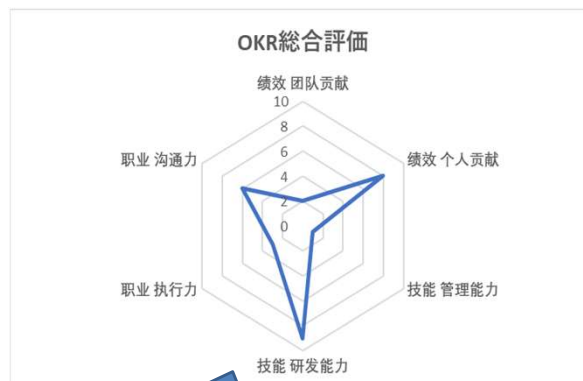 OKR総合評価
绩效 团队贡献
10
8
6
4
2
0
绩效 个人贡献
技能 管理能力
技能 研发能力
职业 执行力
职业 沟通力